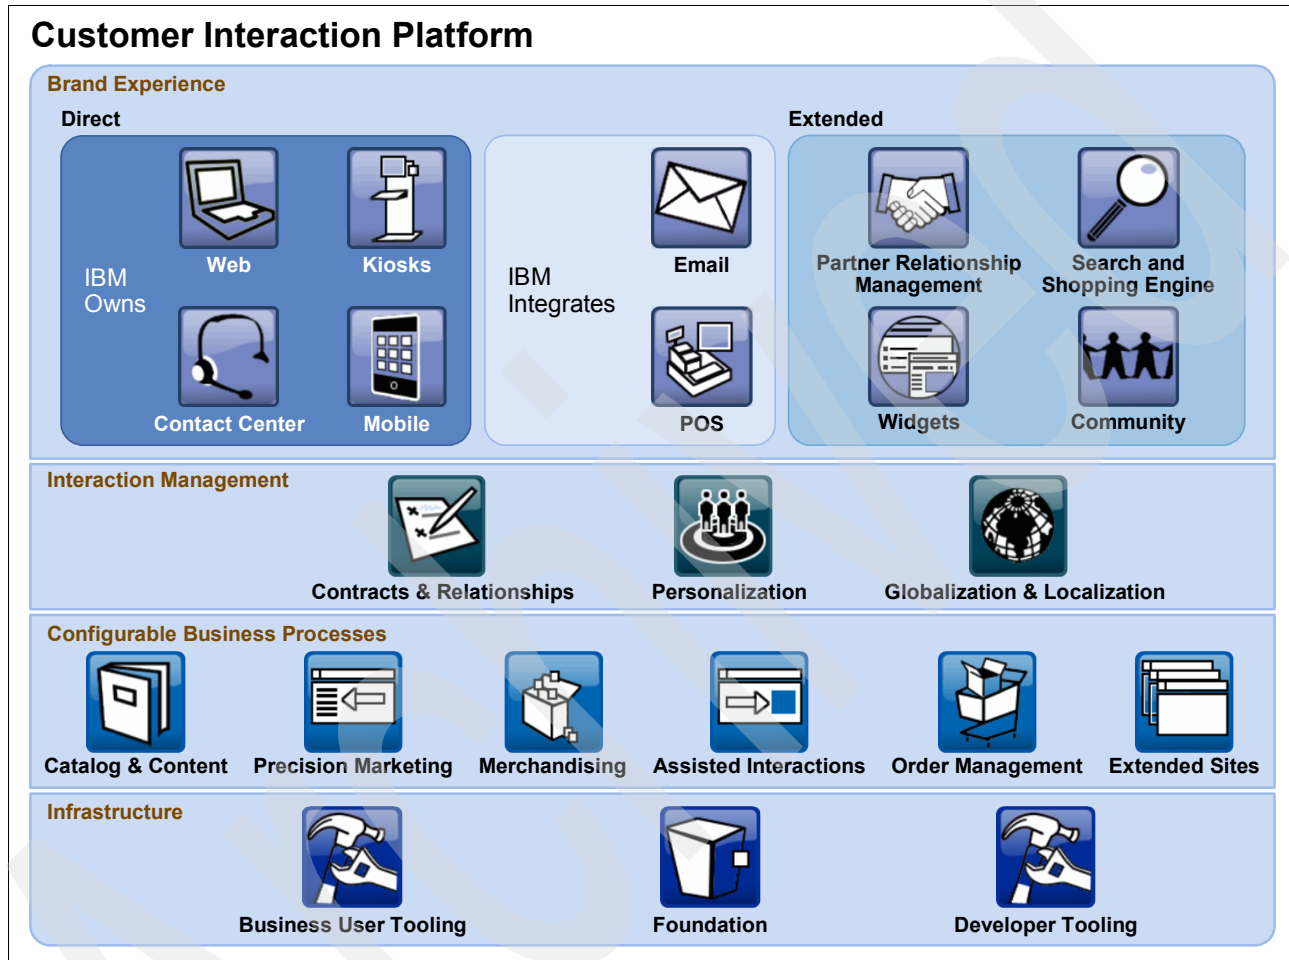 Customer Interaction Platform
Brand Experience
Direct
Extended
IBM
Owns
Web
Kiosks
Contact Center
Mobile
IBM
Integrates
Email
POS
Partner Relationship
Management
Search and
Shopping Engine
Widgets
Community
Interaction Management
Contracts & Relationships
Personalization
Globalization & Localization
Configurable Business Processes
Catalog & Content
Precision Marketing
Merchandising
Assisted Interactions
Order Management
Extended Sites
Infrastructure
Business User Tooling
Foundation
Developer Tooling
Archived